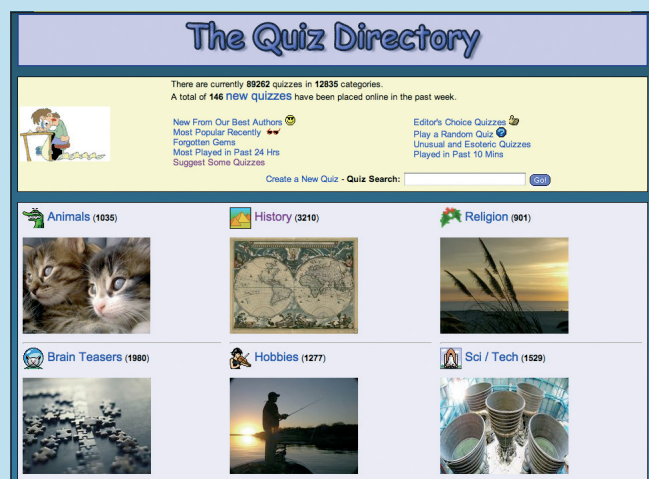 The Quiz Directory
There are currently 89262 quizzes in 12835 categories.
A total of 146 new quizzes have been placed online in the past week.
New From Our Best Authors
Most Popular Recently
Forgotten Gems
Most Played in Past 24 Hrs
Suggest Some Quizzes
Editor's Choice Quizzes
Play a Random Quiz
Unusual and Esoteric Quizzes
Played in Past 10 Mins
Create a New Quiz - Quiz Search: Go!
Animals (1035)
History (3210)
Religion (901)
Brain Teasers (1980)
Hobbies (1277)
Sci / Tech (1529)